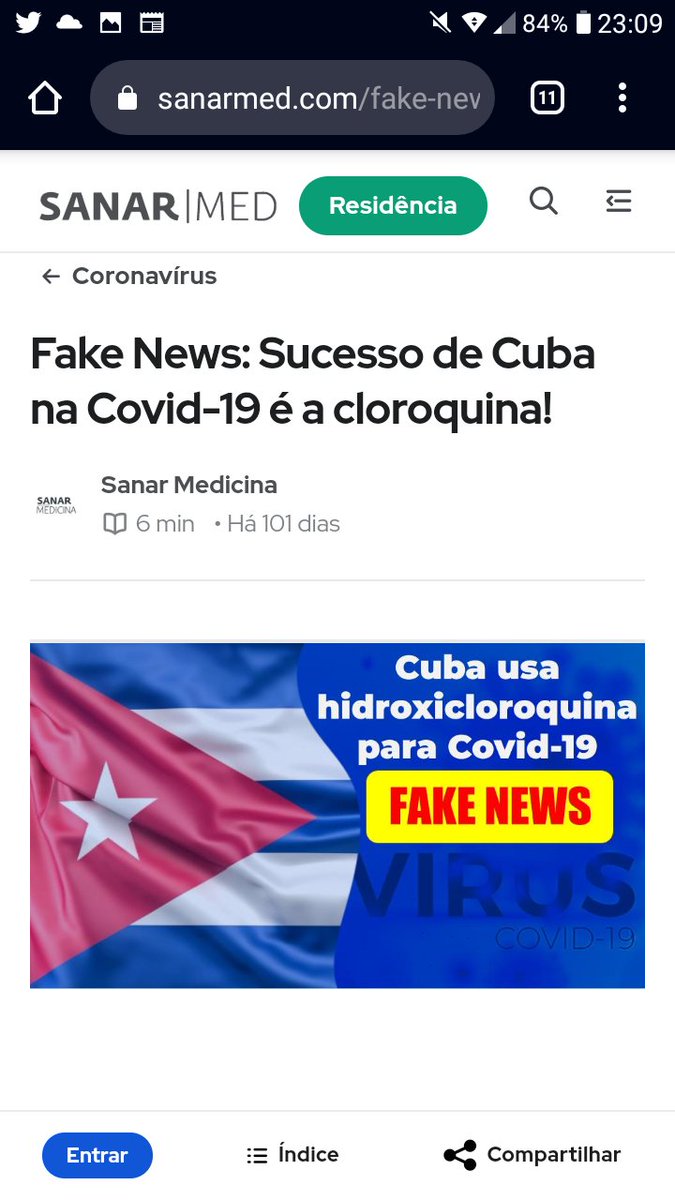 84% 23:09
sanarmed.com/fake-nev
11
SANAR|MED
Residência
← Coronavírus
Fake News: Sucesso de Cuba
na Covid-19 é a cloroquina!
SANAR
MEDICINA
Sanar Medicina
6 min • Há 101 dias
Cuba usa
hidroxicloroquina
para Covid-19
FAKE NEWS
VIRUS
COVID-19
Entrar
Índice
Compartilhar